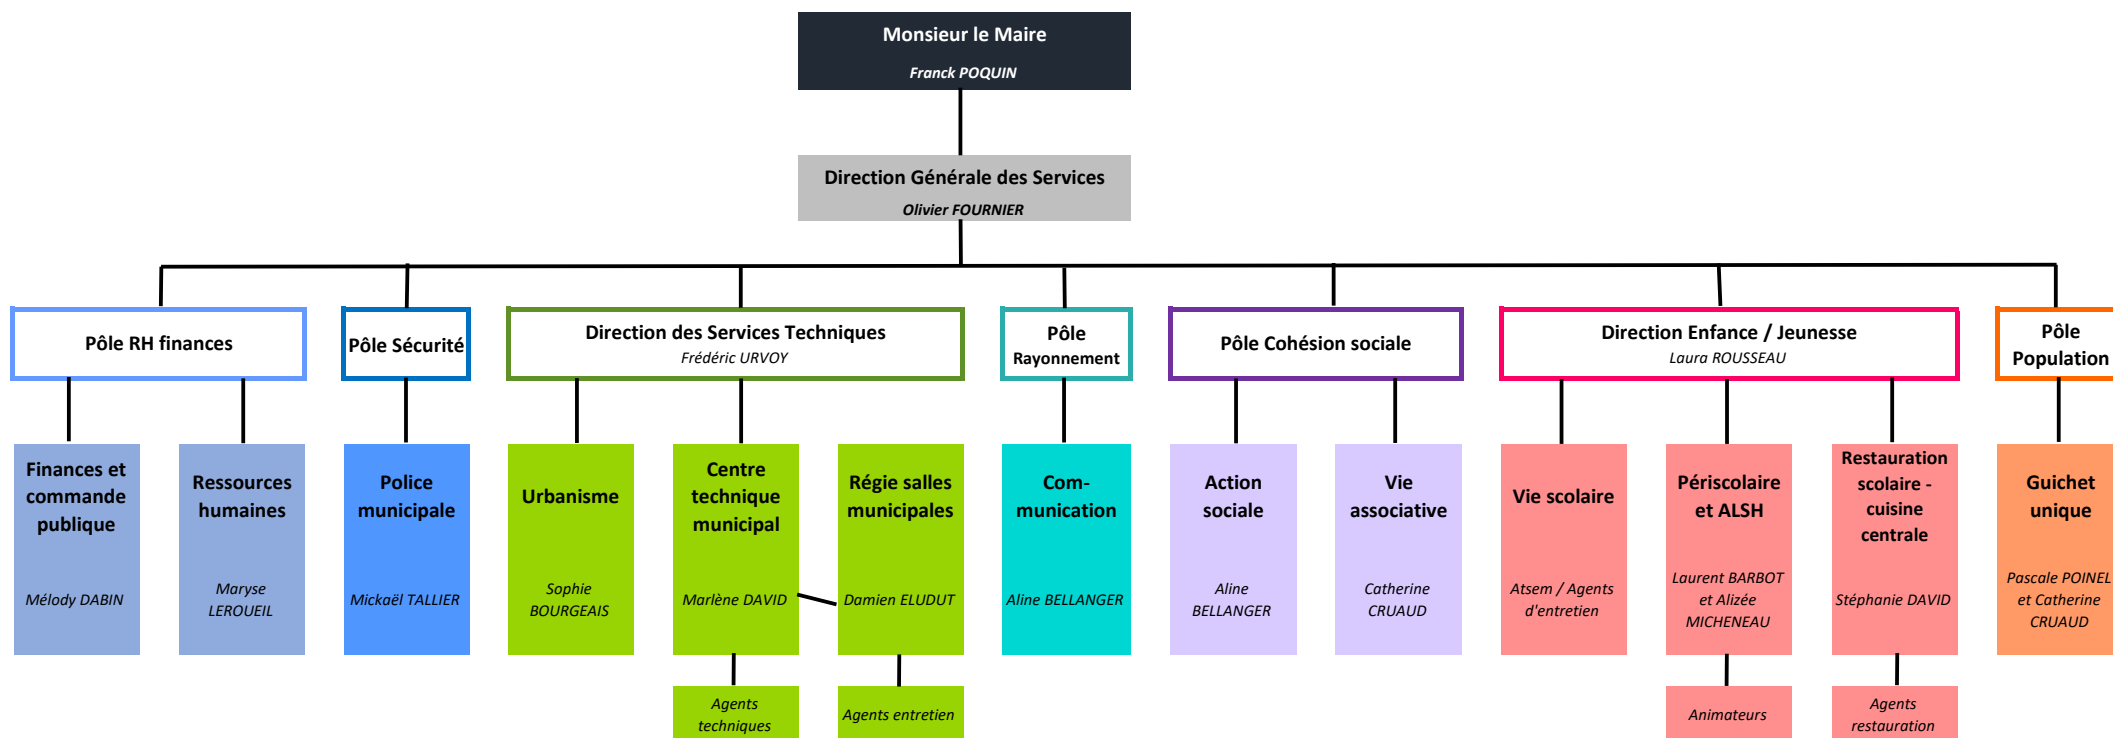 Monsieur le Maire
Franck POQUIN
Direction Générale des Services
Olivier FOURNIER
Pôle RH finances
Pôle Sécurité
Direction des Services Techniques
Frédéric URVOY
Pôle
Rayonnement
Pôle Cohésion sociale
Direction Enfance / Jeunesse
Laura ROUSSEAU
Pôle
Population
Finances et
commande
publique
Mélody DABIN
Ressources
humaines
Maryse
LEROUEIL
Police
municipale
Mickaël TALLIER
Urbanisme
Sophie
BOURGEAIS
Centre
technique
municipal
Marlène DAVID
Régie salles
municipales
Damien ELUDUT
Com-
munication
Aline BELLANGER
Action
sociale
Aline
BELLANGER
Vie
associative
Catherine
CRUAUD
Vie scolaire
Atsem / Agents
d'entretien
Périscolaire
et ALSH
Laurent BARBOT
et Alizée
MICHENEAU
Restauration
scolaire -
cuisine
centrale
Stéphanie DAVID
Guichet
unique
Pascale POINEL
et Catherine
CRUAUD
Agents
techniques
Agents entretien
Animateurs
Agents
restauration